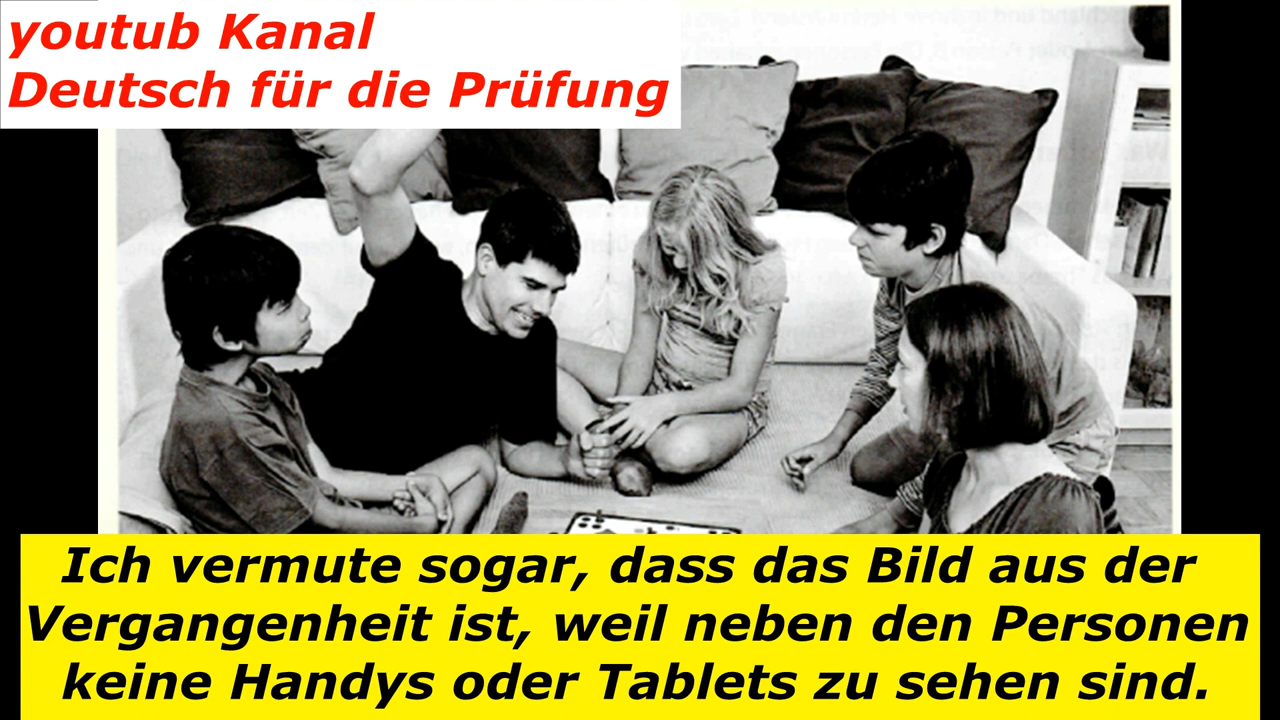 youtub Kanal
Deutsch für die Prüfung
Ich vermute sogar, dass das Bild aus der
Vergangenheit ist, weil neben den Personen
keine Handys oder Tablets zu sehen sind.